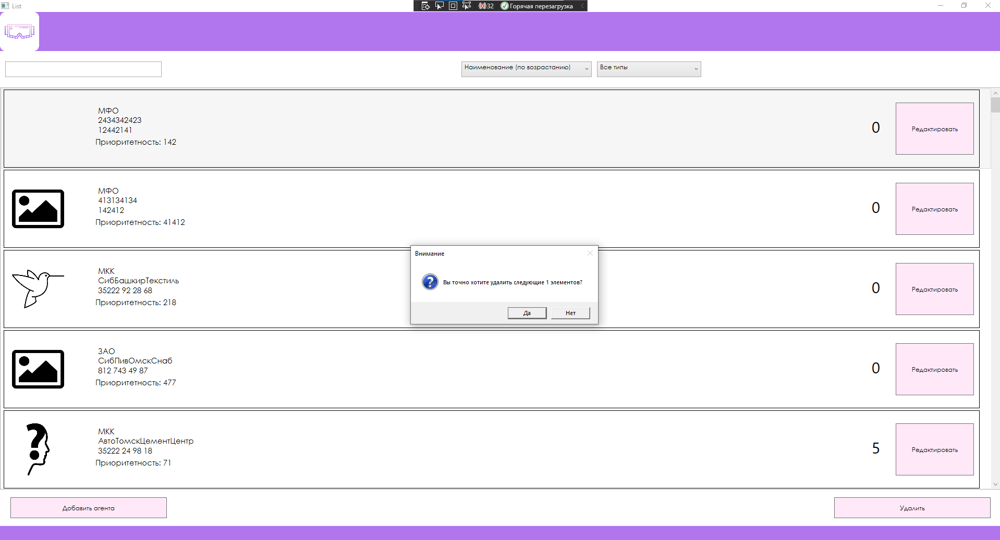 List
32
Горячая перезагрузка
Наименование (по возрастанию)
Все типы
МФО
2434342423
12442141
Приоритетность: 142
0
Редактировать
МФО
413134134
142412
Приоритетность: 41412
0
Редактировать
МКК
СибБашкирТекстиль
35222 92 28 68
Приоритетность: 218
0
Редактировать
Внимание
Вы точно хотите удалить следующие 1 элементов?
Да
Нет
ЗАО
СибПивОмскСнаб
812 743 49 87
Приоритетность: 477
0
Редактировать
МКК
АвтоТомскЦементЦентр
35222 24 98 18
Приоритетность: 71
5
Редактировать
Добавить агента
Удалить